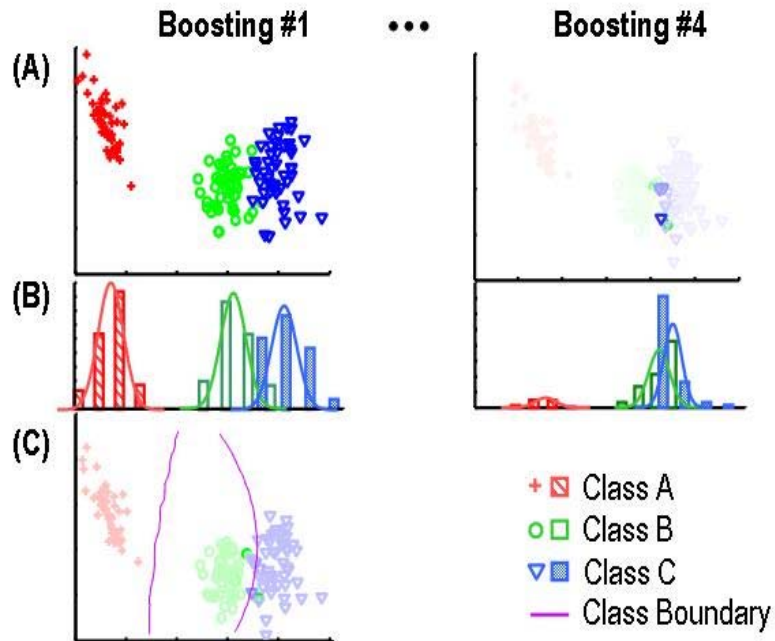 Boosting #1 ••• Boosting #4
(A)
(B)
(C)
Class A
Class B
Class C
Class Boundary